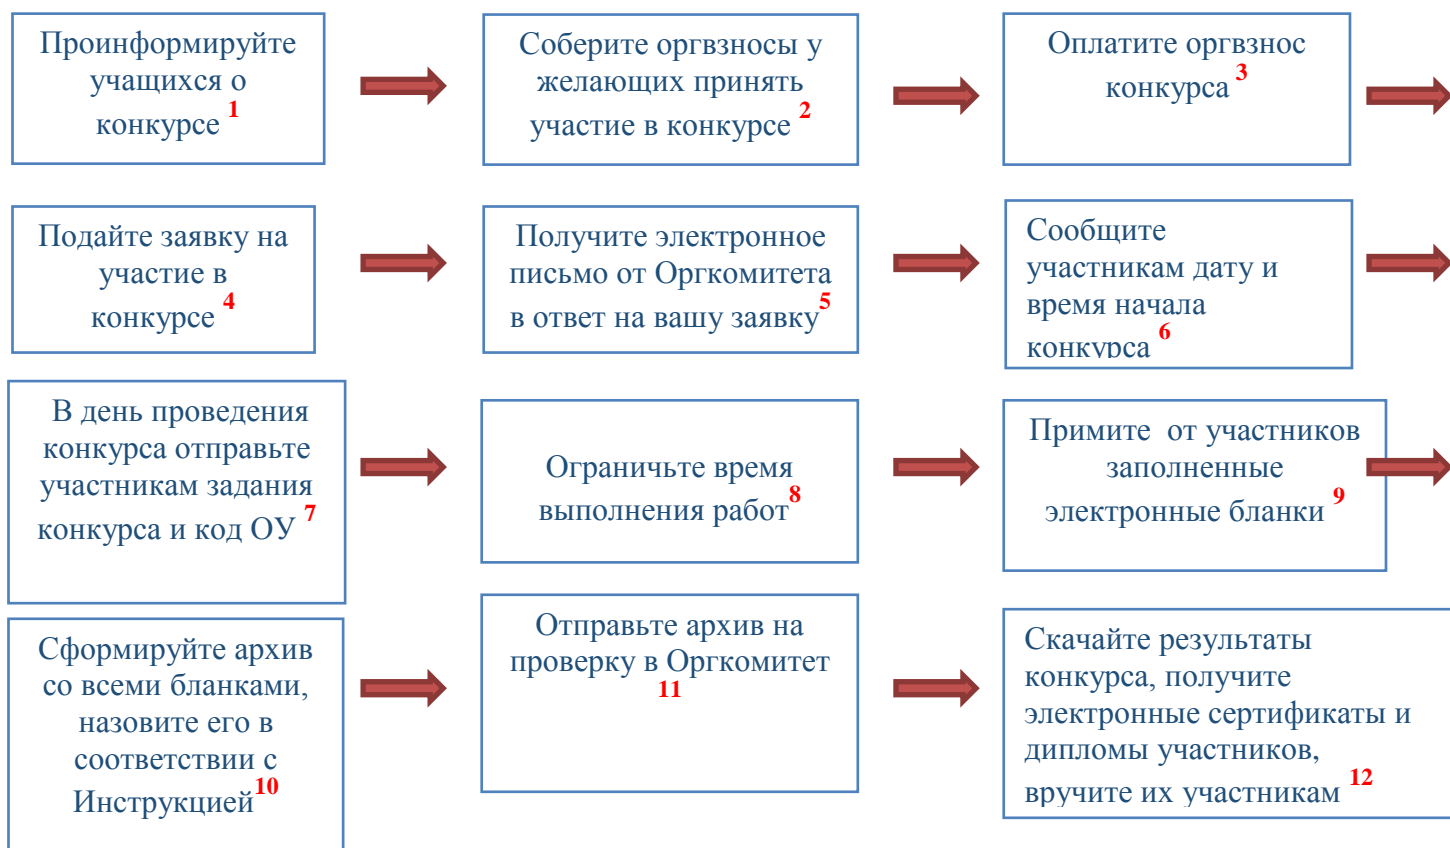 Проинформируйте
учащихся о
конкурсе 1
Соберите оргвзносы у
желающих принять
участие в конкурсе 2
Оплатите оргвзнос
конкурса 3
Подайте заявку на
участие в
конкурсе 4
Получите электронное
письмо от Оргкомитета
в ответ на вашу заявку 5
Сообщите
участникам дату и
время начала
конкурса 6
В день проведения
конкурса отправьте
участникам задания
конкурса и код ОУ 7
Ограничьте время
выполнения работ 8
Примите от участников
заполненные
электронные бланки 9
Сформируйте архив
со всеми бланками,
назовите его в
соответствии с
Инструкцией 10
Отправьте архив на
проверку в Оргкомитет
11
Скачайте результаты
конкурса, получите
электронные сертификаты и
дипломы участников,
вручите их участникам 12